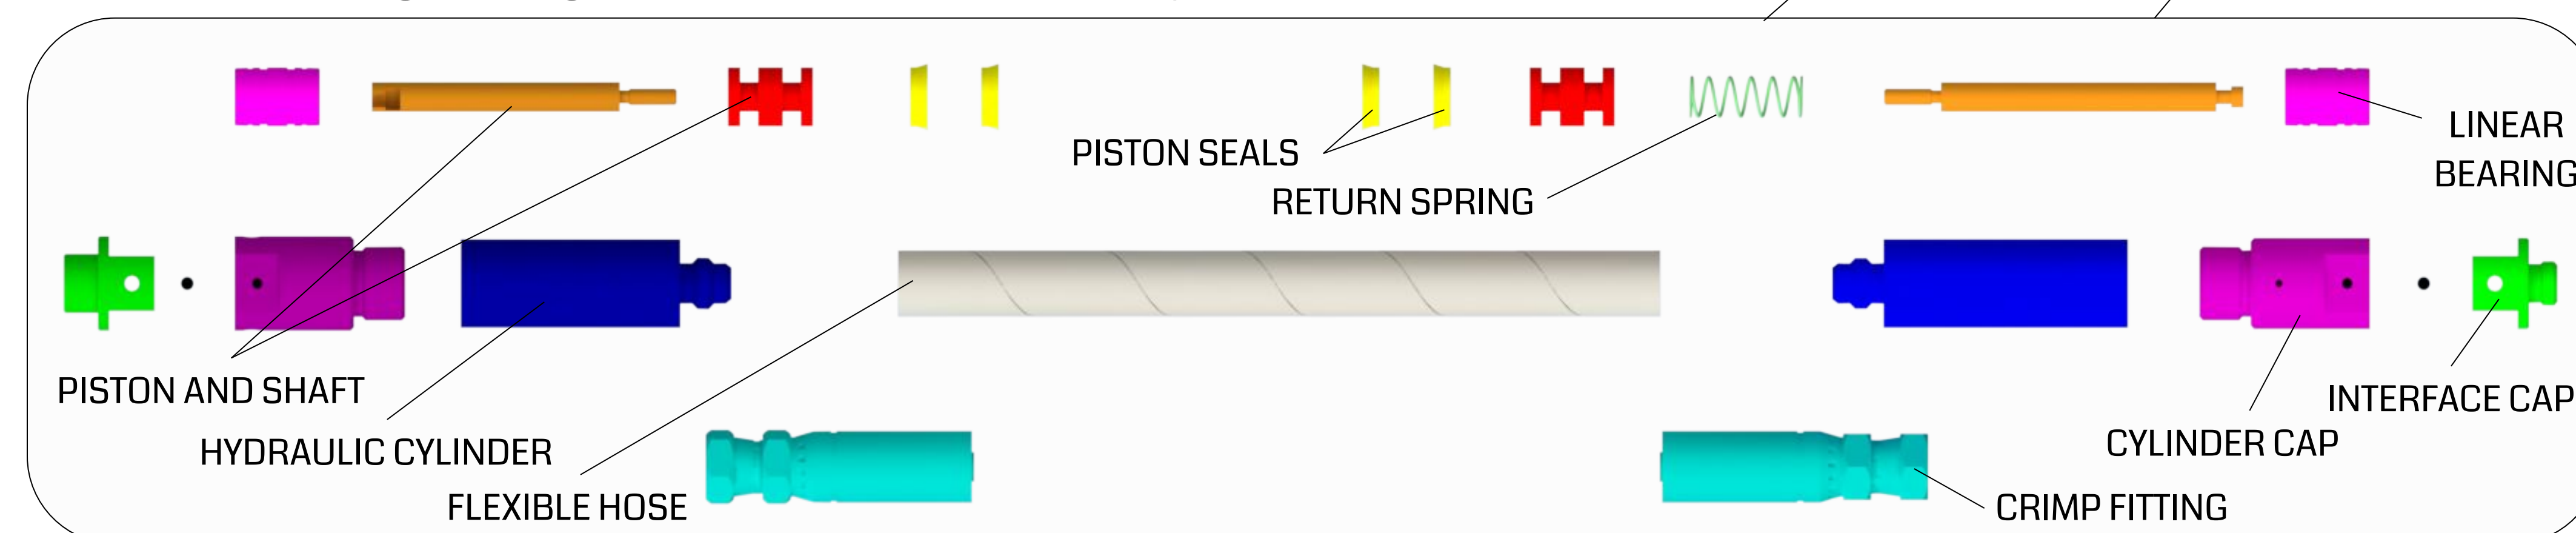 LINEAR
BEARING
PISTON SEALS
RETURN SPRING
PISTON AND SHAFT
HYDRAULIC CYLINDER
FLEXIBLE HOSE
INTERFACE CAP
CYLINDER CAP
CRIMP FITTING